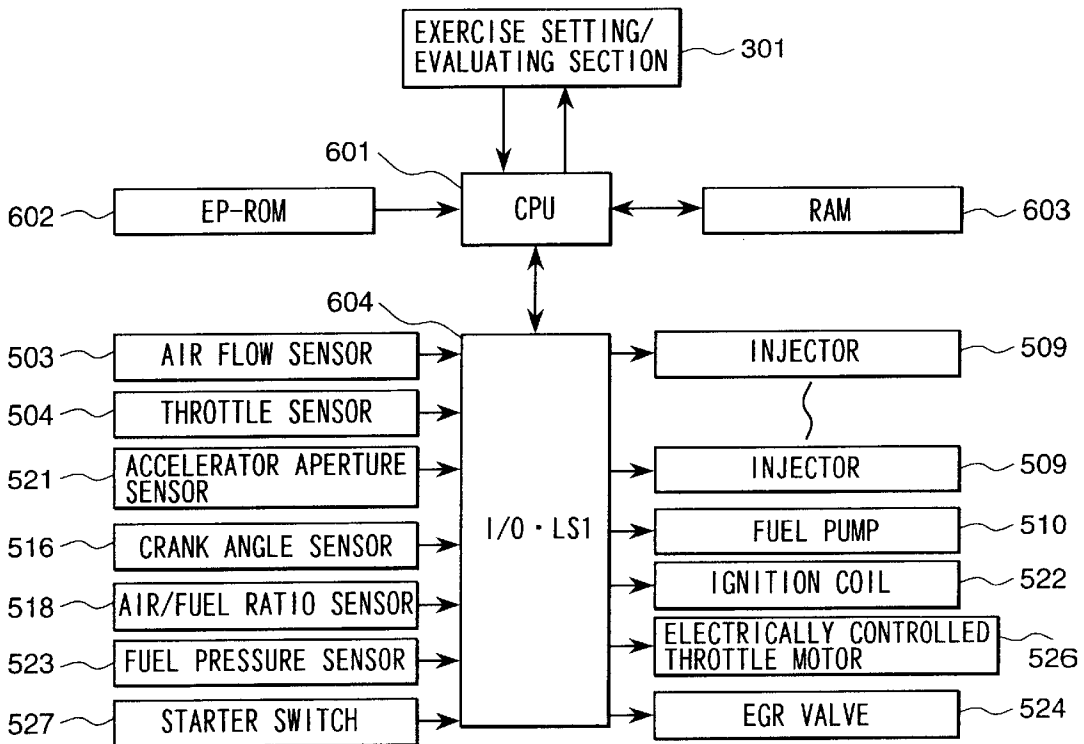 EXERCISE SETTING/
EVALUATING SECTION
301
601
602
EP-ROM
CPU
RAM
603
604
503
AIR FLOW SENSOR
INJECTOR
509
504
THROTTLE SENSOR
521
ACCELERATOR APERTURE
SENSOR
INJECTOR
509
I/O・LS1
516
CRANK ANGLE SENSOR
FUEL PUMP
510
518
AIR/FUEL RATIO SENSOR
IGNITION COIL
522
523
FUEL PRESSURE SENSOR
ELECTRICALLY CONTROLLED
THROTTLE MOTOR
526
527
STARTER SWITCH
EGR VALVE
524